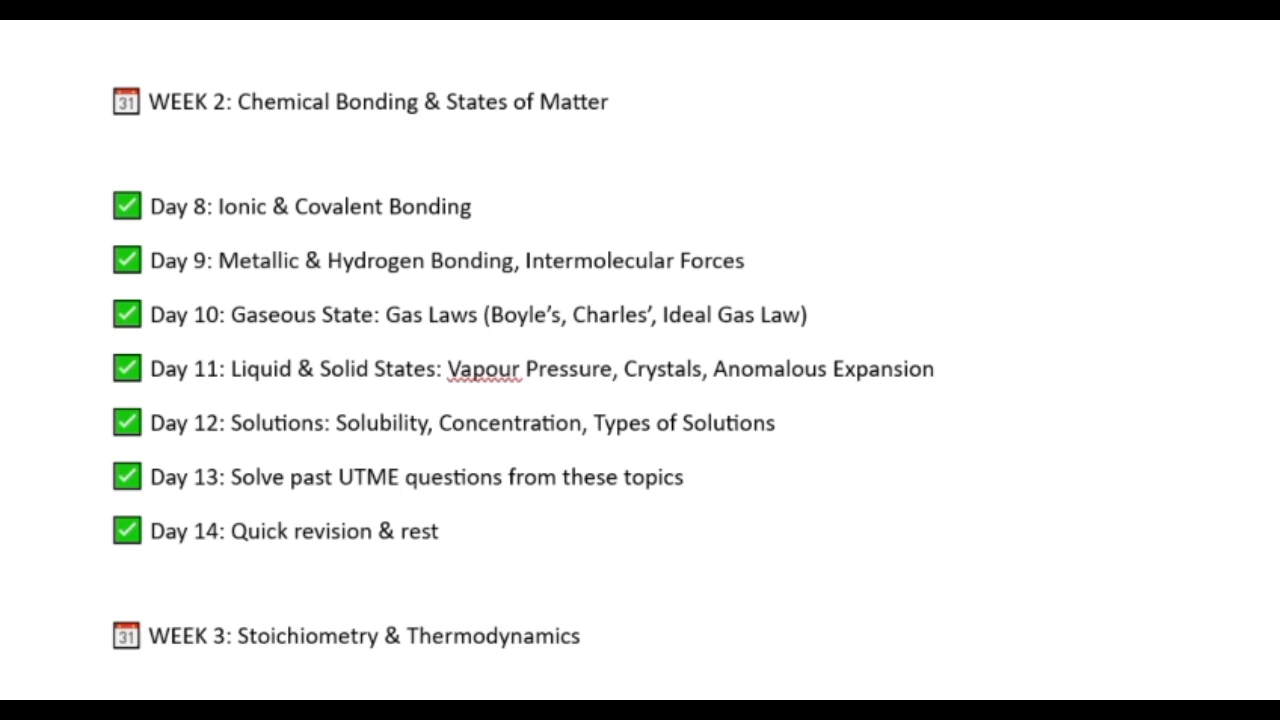 📅 WEEK 2: Chemical Bonding & States of Matter
✅ Day 8: Ionic & Covalent Bonding
✅ Day 9: Metallic & Hydrogen Bonding, Intermolecular Forces
✅ Day 10: Gaseous State: Gas Laws (Boyle’s, Charles’, Ideal Gas Law)
✅ Day 11: Liquid & Solid States: Vapour Pressure, Crystals, Anomalous Expansion
✅ Day 12: Solutions: Solubility, Concentration, Types of Solutions
✅ Day 13: Solve past UTME questions from these topics
✅ Day 14: Quick revision & rest
📅 WEEK 3: Stoichiometry & Thermodynamics